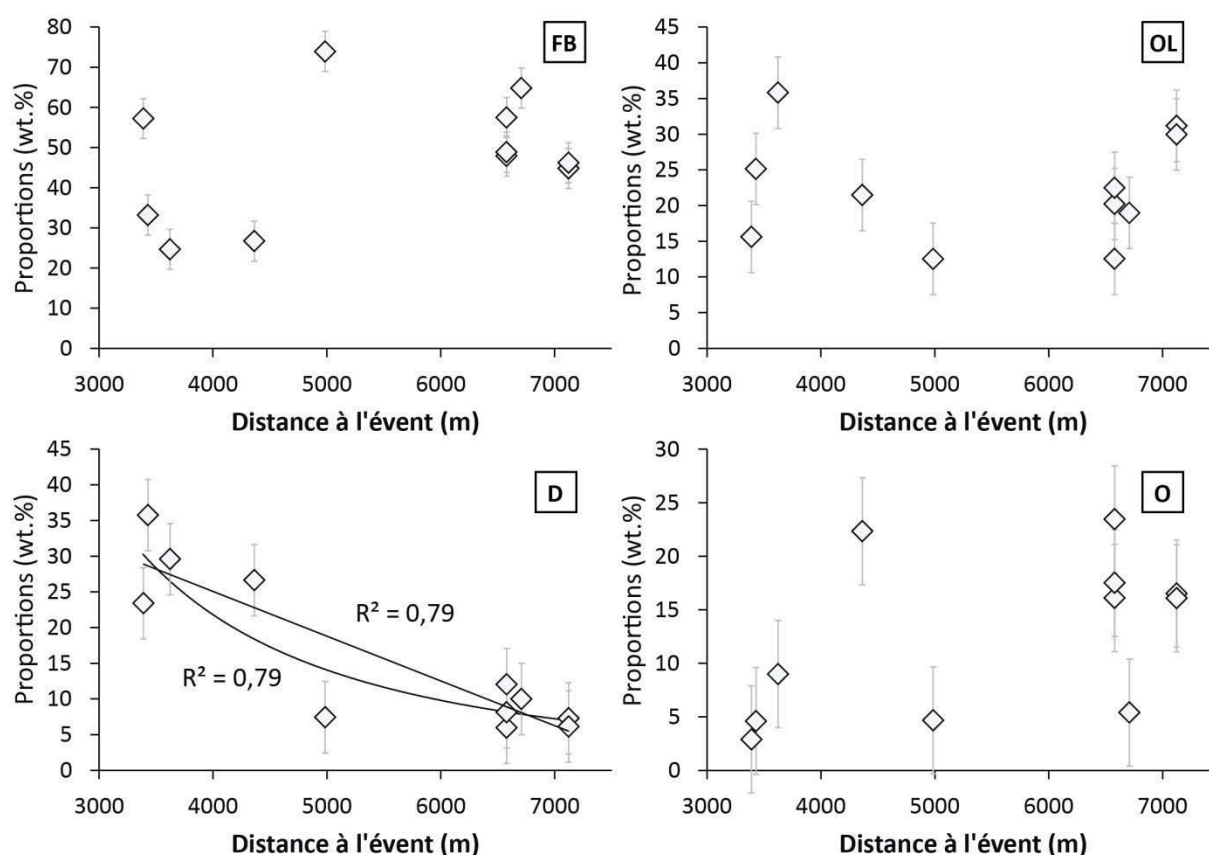 Proportions (wt.%)
80
70
60
50
40
30
20
10
0
FB
3000 4000 5000 6000 7000
Distance à l'évent (m)
Proportions (wt.%)
45
40
35
30
25
20
15
10
5
0
OL
3000 4000 5000 6000 7000
Distance à l'évent (m)
Proportions (wt.%)
45
40
35
30
25
20
15
10
5
0
D
R² = 0,79
R² = 0,79
3000 4000 5000 6000 7000
Distance à l'évent (m)
Proportions (wt.%)
30
25
20
15
10
5
0
O
3000 4000 5000 6000 7000
Distance à l'évent (m)